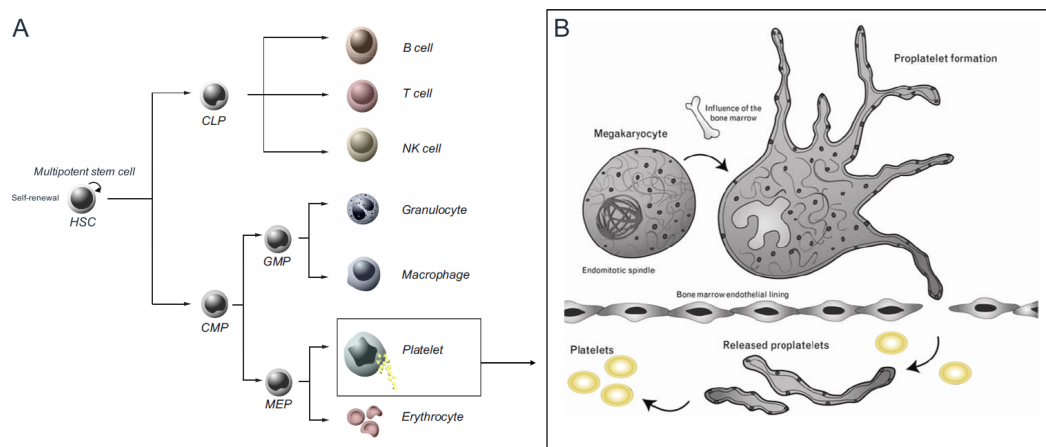 A
B cell
T cell
CLP
NK cell
Multipotent stem cell
Self-renewal
HSC
Granulocyte
GMP
Macrophage
CMP
Platelet
MEP
Erythrocyte
B
Proplatelet formation
Influence of the
bone marrow
Megakaryocyte
Endomitotic spindle
Bone marrow endothelial lining
Platelets
Released proplatelets